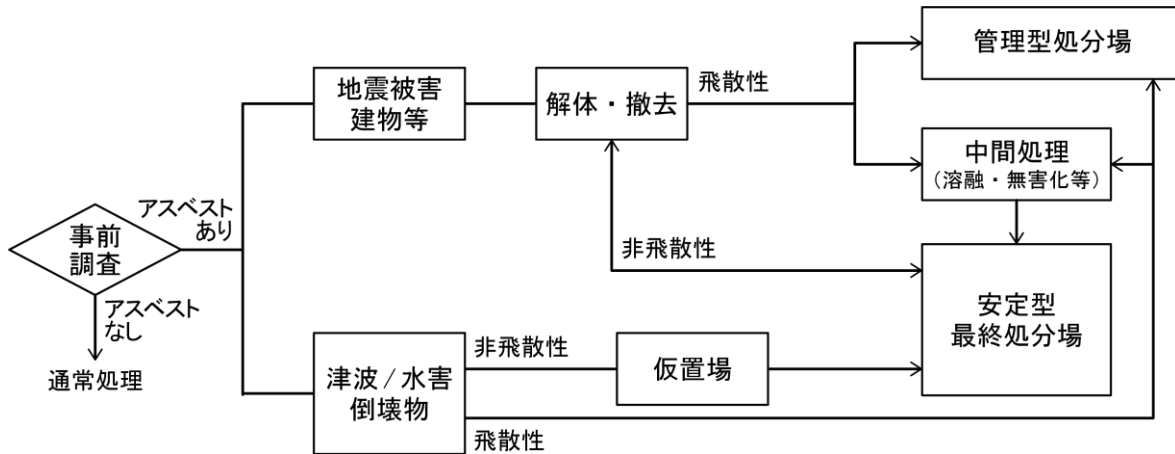 事前
調査
アスベスト
あり
アスベスト
なし
通常処理
地震被害
建物等
解体・撤去
飛散性
管理型処分場
中間処理
(溶融・無害化等)
非飛散性
安定型
最終処分場
津波/水害
倒壊物
非飛散性
仮置場
飛散性